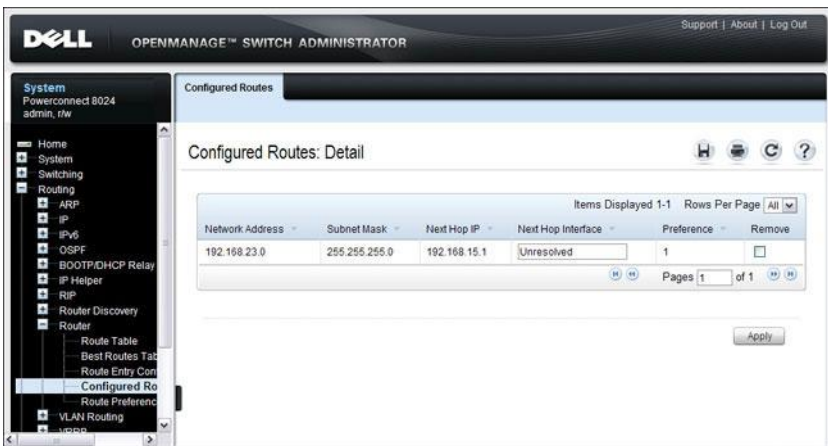 Support | About | Log Out
DELL OPENMANAGE™ SWITCH ADMINISTRATOR
System
Powerconnect 8024
admin, r/w
Home
System
Switching
Routing
ARP
IP
IPv6
OSPF
BOOTP/DHCP Relay
IP Helper
RIP
Router Discovery
Router
Route Table
Best Routes Tab
Route Entry Con
Configured Ro
Route Preferenc
VLAN Routing
VRRP
Configured Routes
Configured Routes: Detail
Items Displayed 1-1 Rows Per Page All
Network Address Subnet Mask Next Hop IP Next Hop Interface Preference Remove
192.168.23.0 255.255.255.0 192.168.15.1 Unresolved 1
Pages 1 of 1
Apply